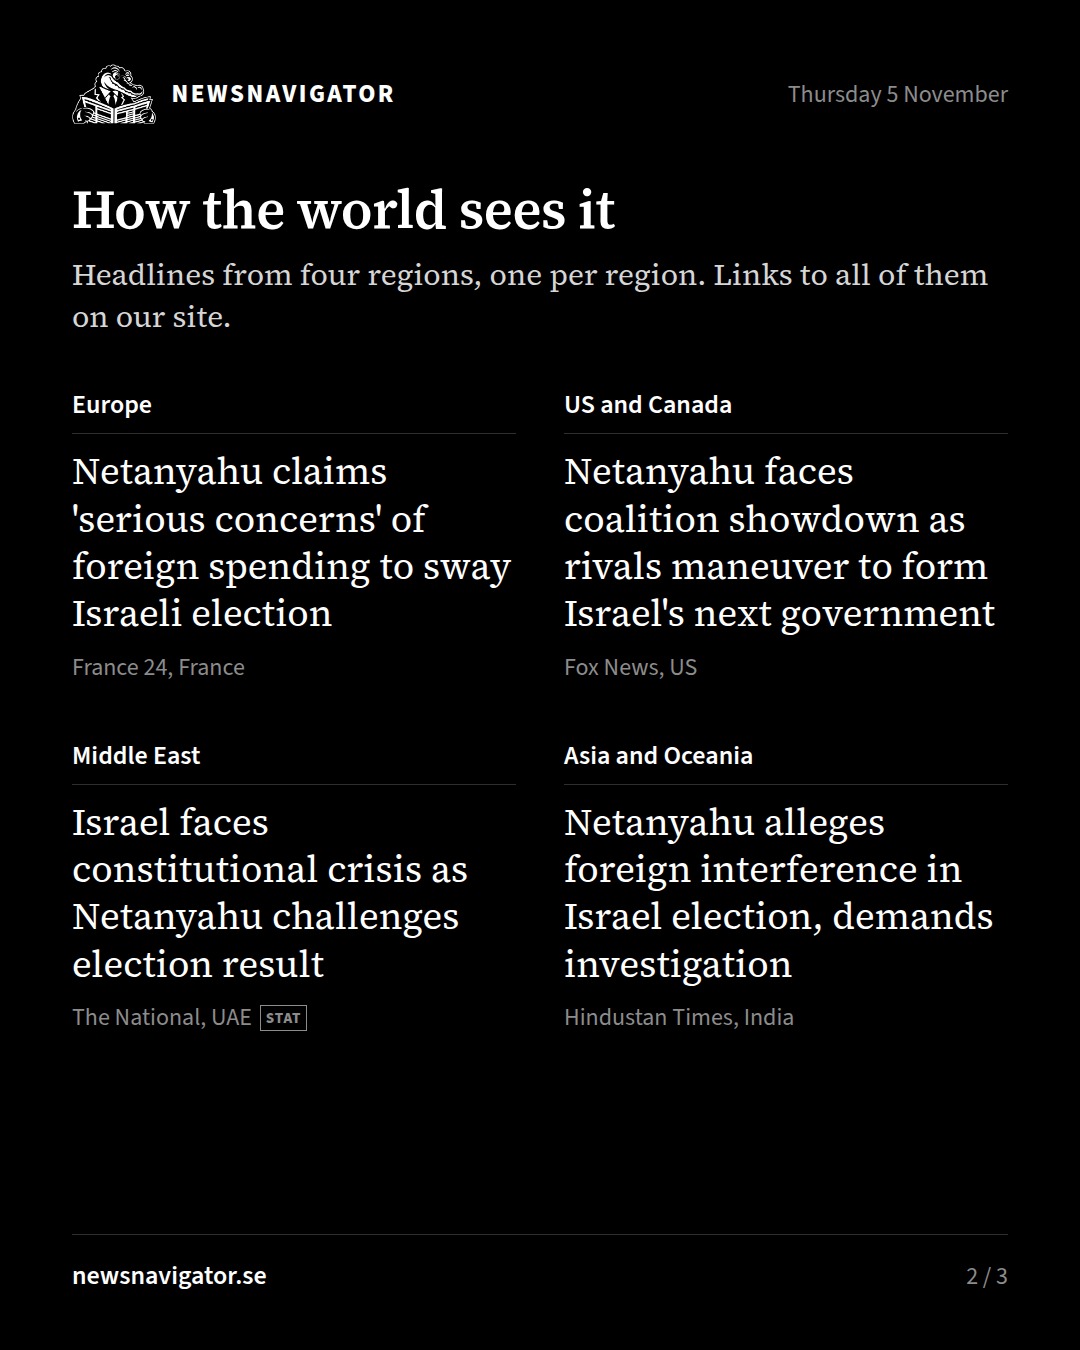 NEWSNAVIGATOR
Thursday 5 November
How the world sees it
Headlines from four regions, one per region. Links to all of them
on our site.
Europe
Netanyahu claims
'serious concerns' of
foreign spending to sway
Israeli election
France 24, France
US and Canada
Netanyahu faces
coalition showdown as
rivals maneuver to form
Israel's next government
Fox News, US
Middle East
Israel faces
constitutional crisis as
Netanyahu challenges
election result
The National, UAE STAT
Asia and Oceania
Netanyahu alleges
foreign interference in
Israel election, demands
investigation
Hindustan Times, India
newsnavigator.se
2 / 3